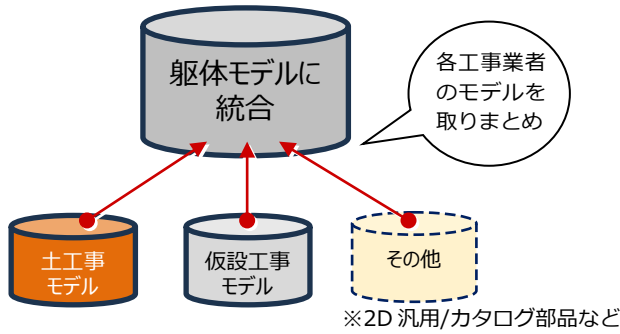 躯体モデルに
統合
各工事業者
のモデルを
取りまとめ
土工事
モデル
仮設工事
モデル
その他
※2D 汎用/カタログ部品など